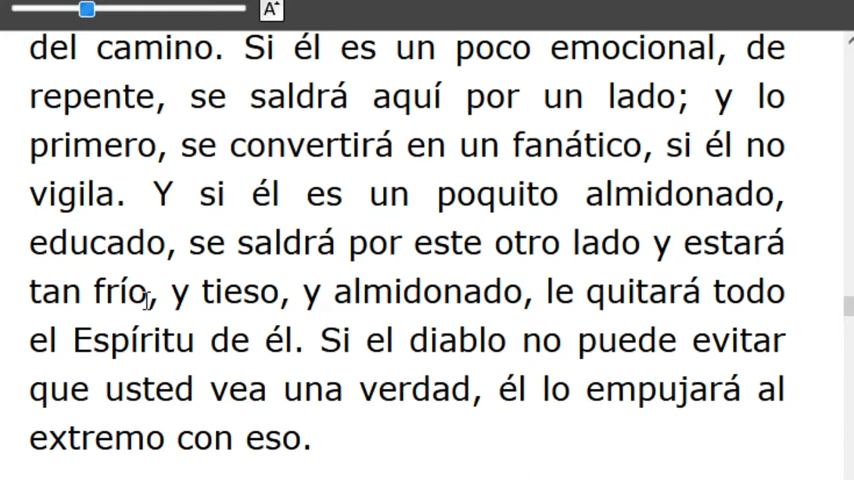 A
del camino. Si él es un poco emocional, de
repente, se saldrá aquí por un lado; y lo
primero, se convertirá en un fanático, si él no
vigila. Y si él es un poquito almidonado,
educado, se saldrá por este otro lado y estará
tan frío, y tieso, y almidonado, le quitará todo
el Espíritu de él. Si el diablo no puede evitar
que usted vea una verdad, él lo empujará al
extremo con eso.